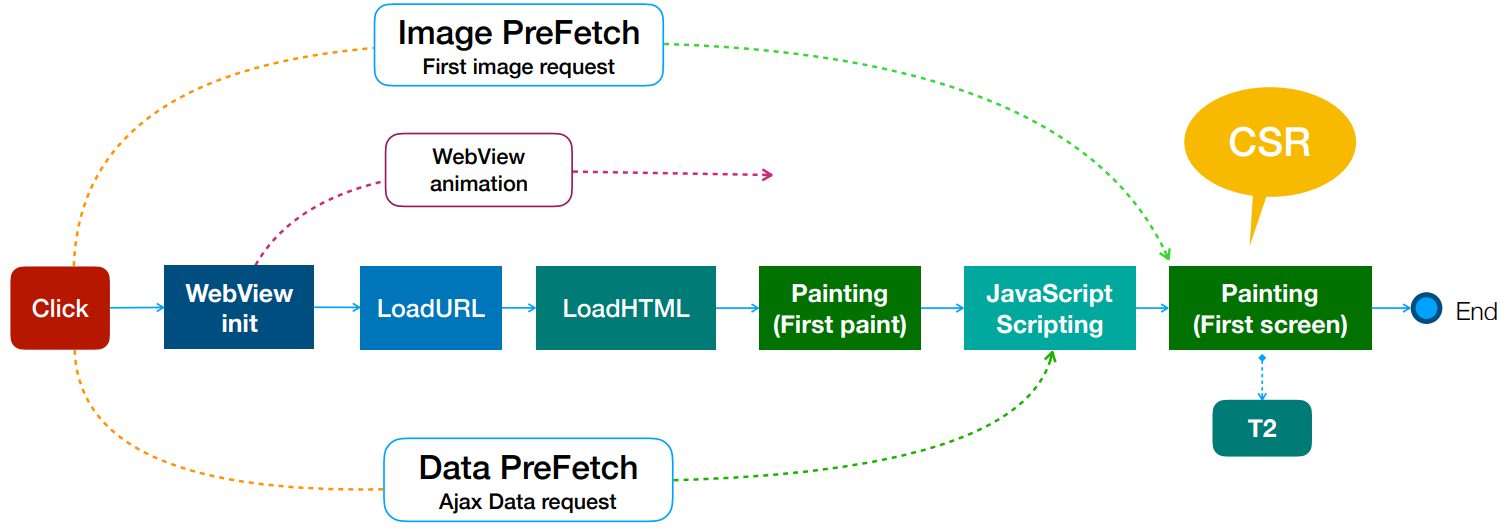 Image PreFetch
First image request
WebView
animation
CSR
Click
WebView
init
LoadURL
LoadHTML
Painting
(First paint)
JavaScript
Scripting
Painting
(First screen)
End
T2
Data PreFetch
Ajax Data request